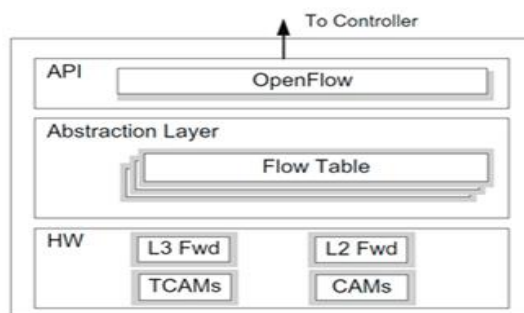 To Controller
API
OpenFlow
Abstraction Layer
Flow Table
HW
L3 Fwd
L2 Fwd
TCAMs
CAMs